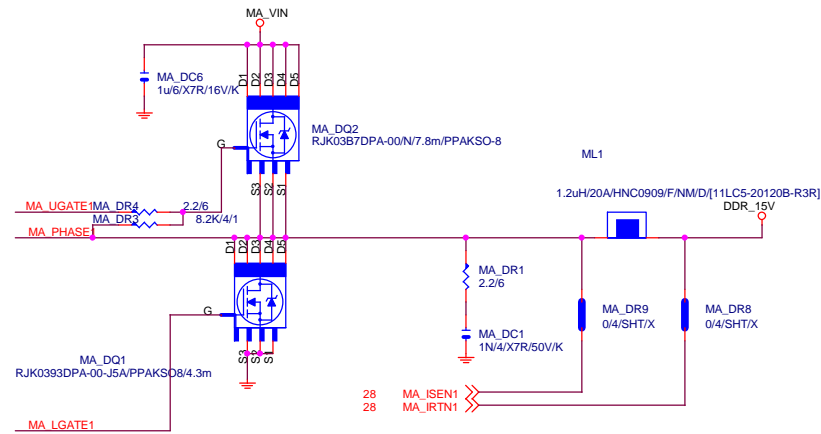 MA_VIN
D1
D2
D3
D4
D5
MA_DC6
1u/6/X7R/16V/K
MA_DQ2
RJK03B7DPA-00/N/7.8m/PPAKSO-8
G
ML1
S3
S2
S1
1.2uH/20A/HNC0909/F/NM/D/[11LC5-20120B-R3R]
MA_UGATE1
MA_DR4
2.2/6
DDR_15V
MA_DR3
8.2K/4/1
MA_PHASE1
D1
D2
D3
D4
D5
MA_DR1
2.2/6
G
MA_DR9
0/4/SHT/X
MA_DR8
0/4/SHT/X
MA_DC1
1N/4/X7R/50V/K
S3
S2
S1
MA_DQ1
RJK0393DPA-00-J5A/PPAKSO8/4.3m
28 MA_ISEN1
28 MA_IRTN1
MA_LGATE1